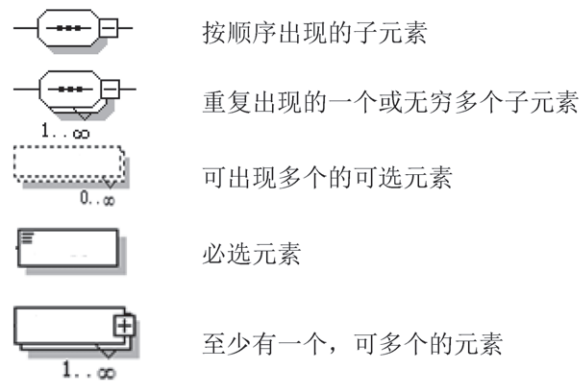 按顺序出现的子元素
重复出现的一个或无穷多个子元素
1..∞
可出现多个的可选元素
0..∞
必选元素
至少有一个，可多个的元素
1..∞